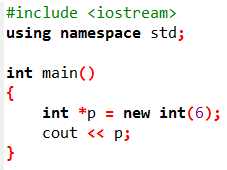 #include <iostream>
using namespace std;

int main()
{
    int *p = new int(6);
    cout << p;
}